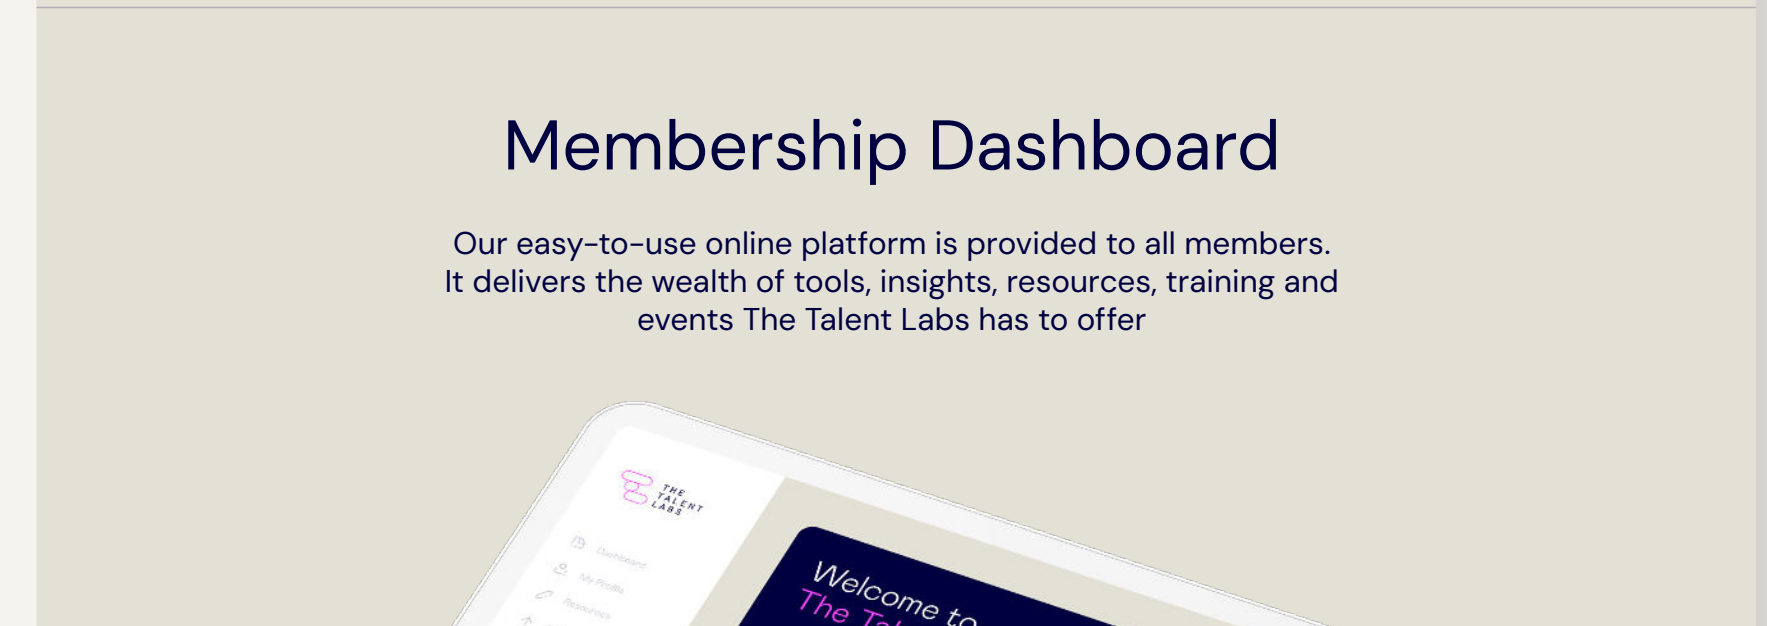 Membership Dashboard
Our easy-to-use online platform is provided to all members.
It delivers the wealth of tools, insights, resources, training and
events The Talent Labs has to offer
THE
TALENT
LABS
Dashboard
My Profile
Resources
Welcome to
The